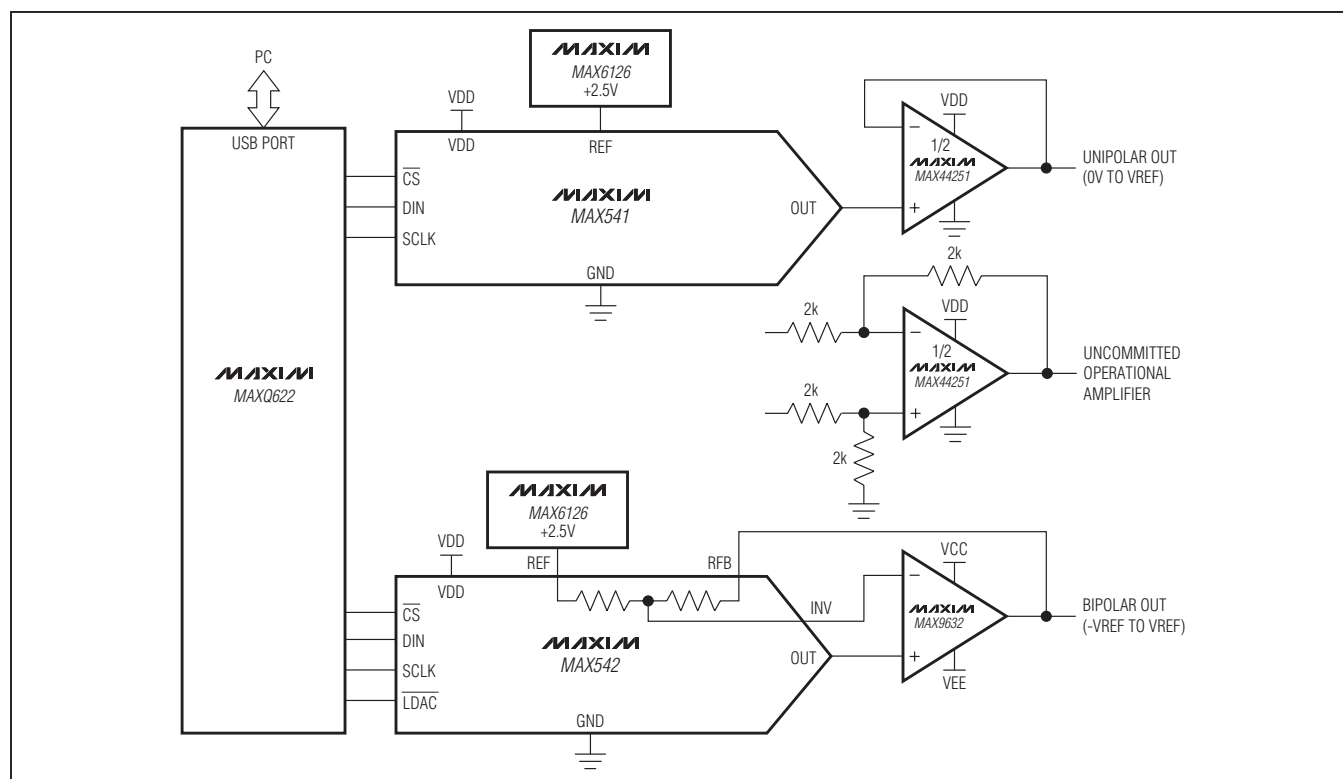 PC
USB PORT
MAXIM
MAXQ622
MAXIM
MAX6126
+2.5V
VDD
VDD
REF
CS
DIN
SCLK
MAXIM
MAX541
OUT
GND
VDD
1/2
MAXIM
MAX44251
UNIPOLAR OUT
(0V TO VREF)
2k
2k
VDD
1/2
MAXIM
MAX44251
2k
2k
UNCOMMITTED
OPERATIONAL
AMPLIFIER
MAXIM
MAX6126
+2.5V
VDD
VDD
REF
RFB
CS
DIN
SCLK
LDAC
MAXIM
MAX542
INV
OUT
GND
VCC
MAXIM
MAX9632
VEE
BIPOLAR OUT
(-VREF TO VREF)